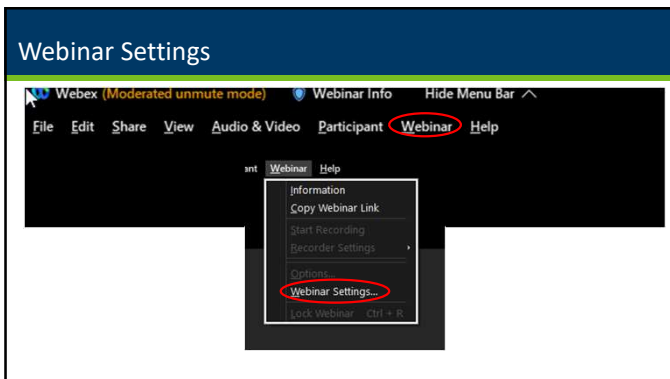 Webinar Settings
Webex (Moderated unmute mode) Webinar Info Hide Menu Bar
File Edit Share View Audio & Video Participant Webinar Help
ant Webinar Help
Information
Copy Webinar Link
Start Recording
Recorder Settings
Options...
Webinar Settings...
Lock Webinar Ctrl + R